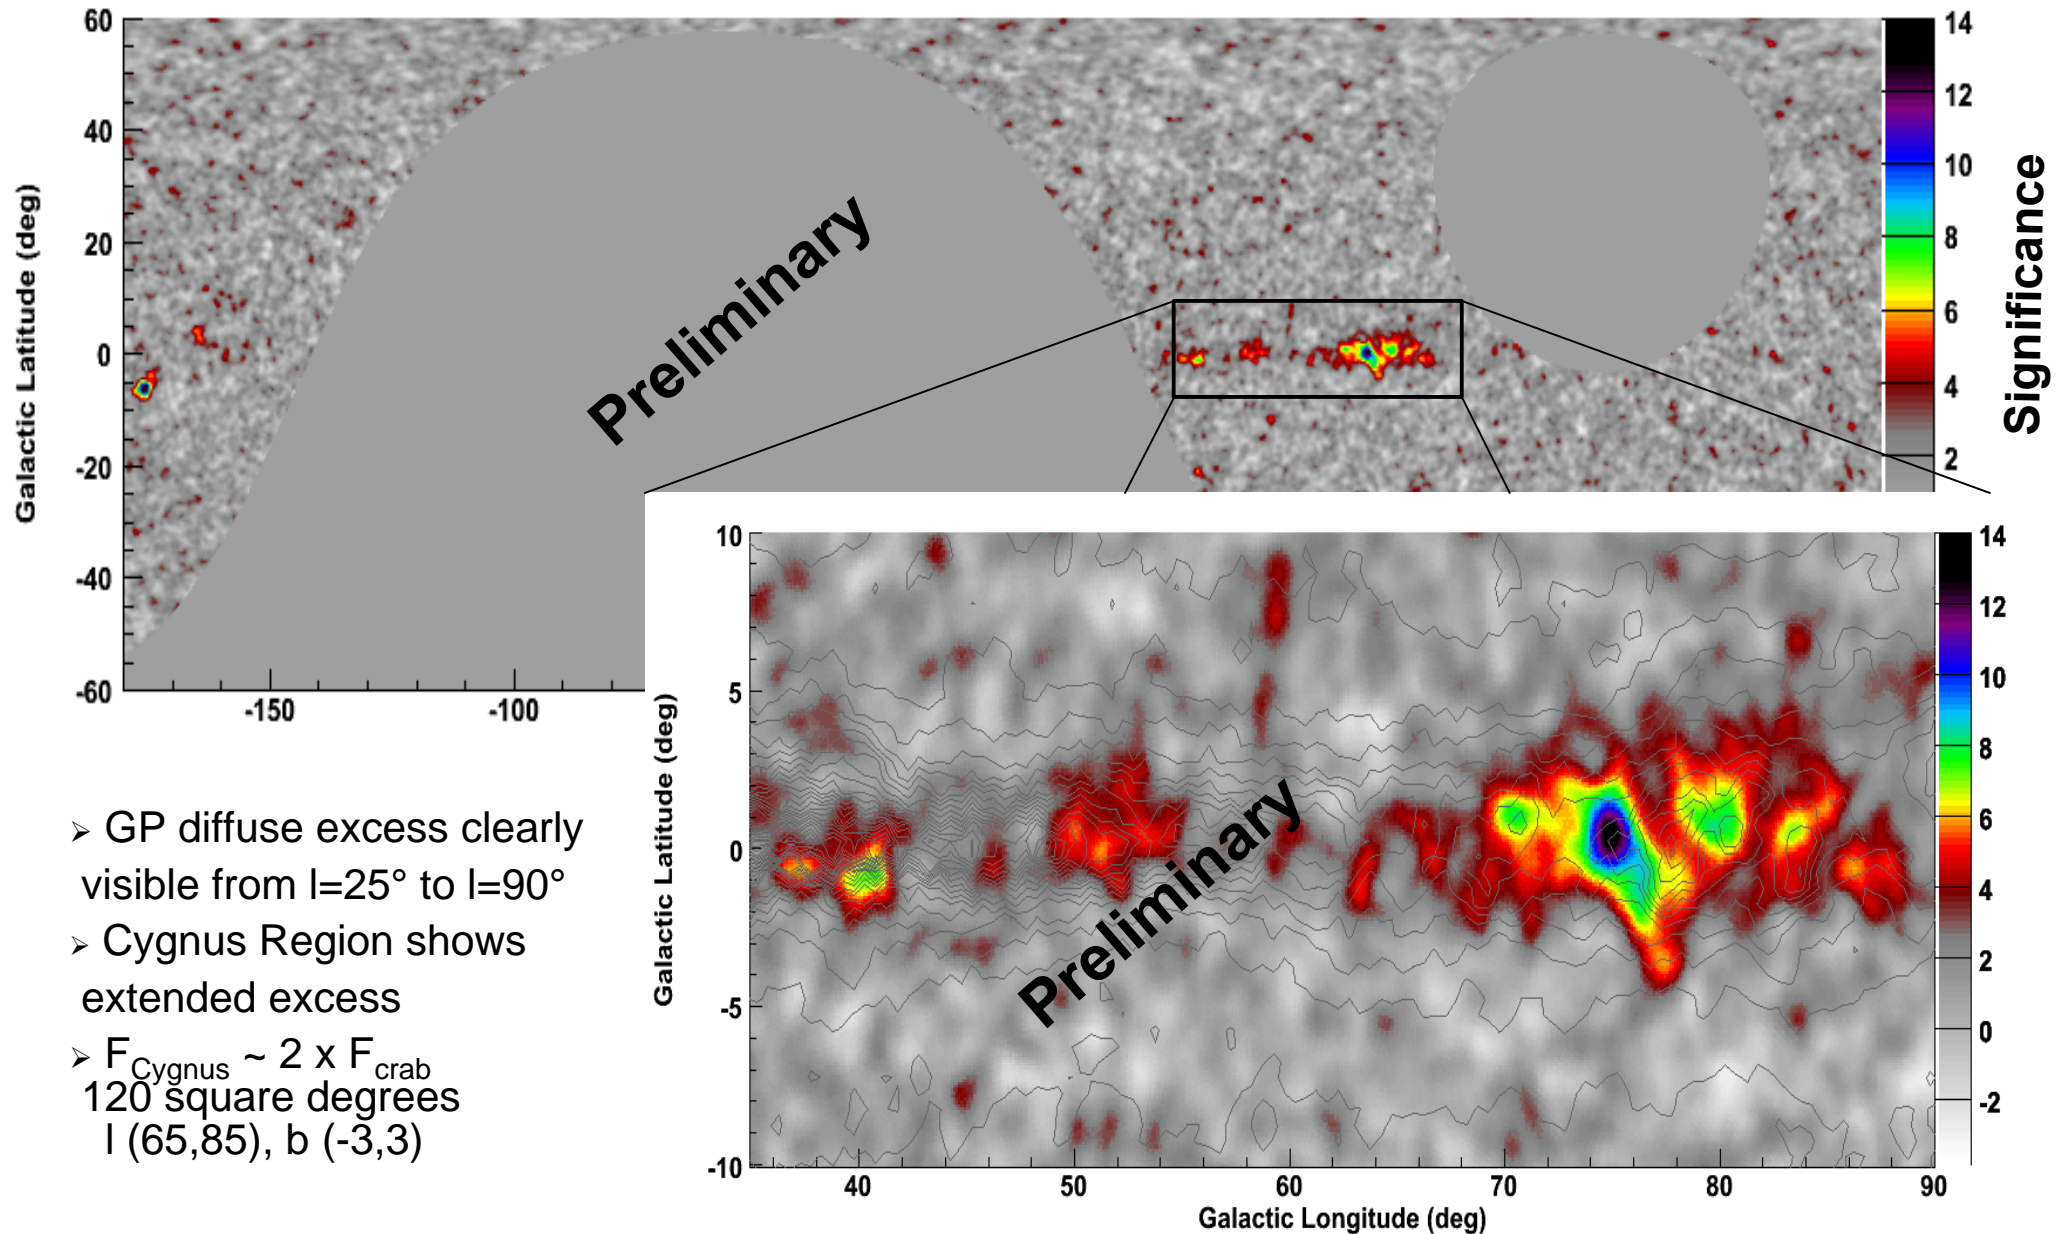 60
40
20
0
-20
-40
-60
Galactic Latitude (deg)
-150
-100
Preliminary
14
12
10
8
6
4
2
Significance
➢ GP diffuse excess clearly
visible from l=25° to l=90°
➢ Cygnus Region shows
extended excess
➢ F_Cygnus ~ 2 x F_crab
120 square degrees
l (65,85), b (-3,3)
10
5
0
-5
-10
Galactic Latitude (deg)
Preliminary
40
50
60
70
80
90
Galactic Longitude (deg)
14
12
10
8
6
4
2
0
-2